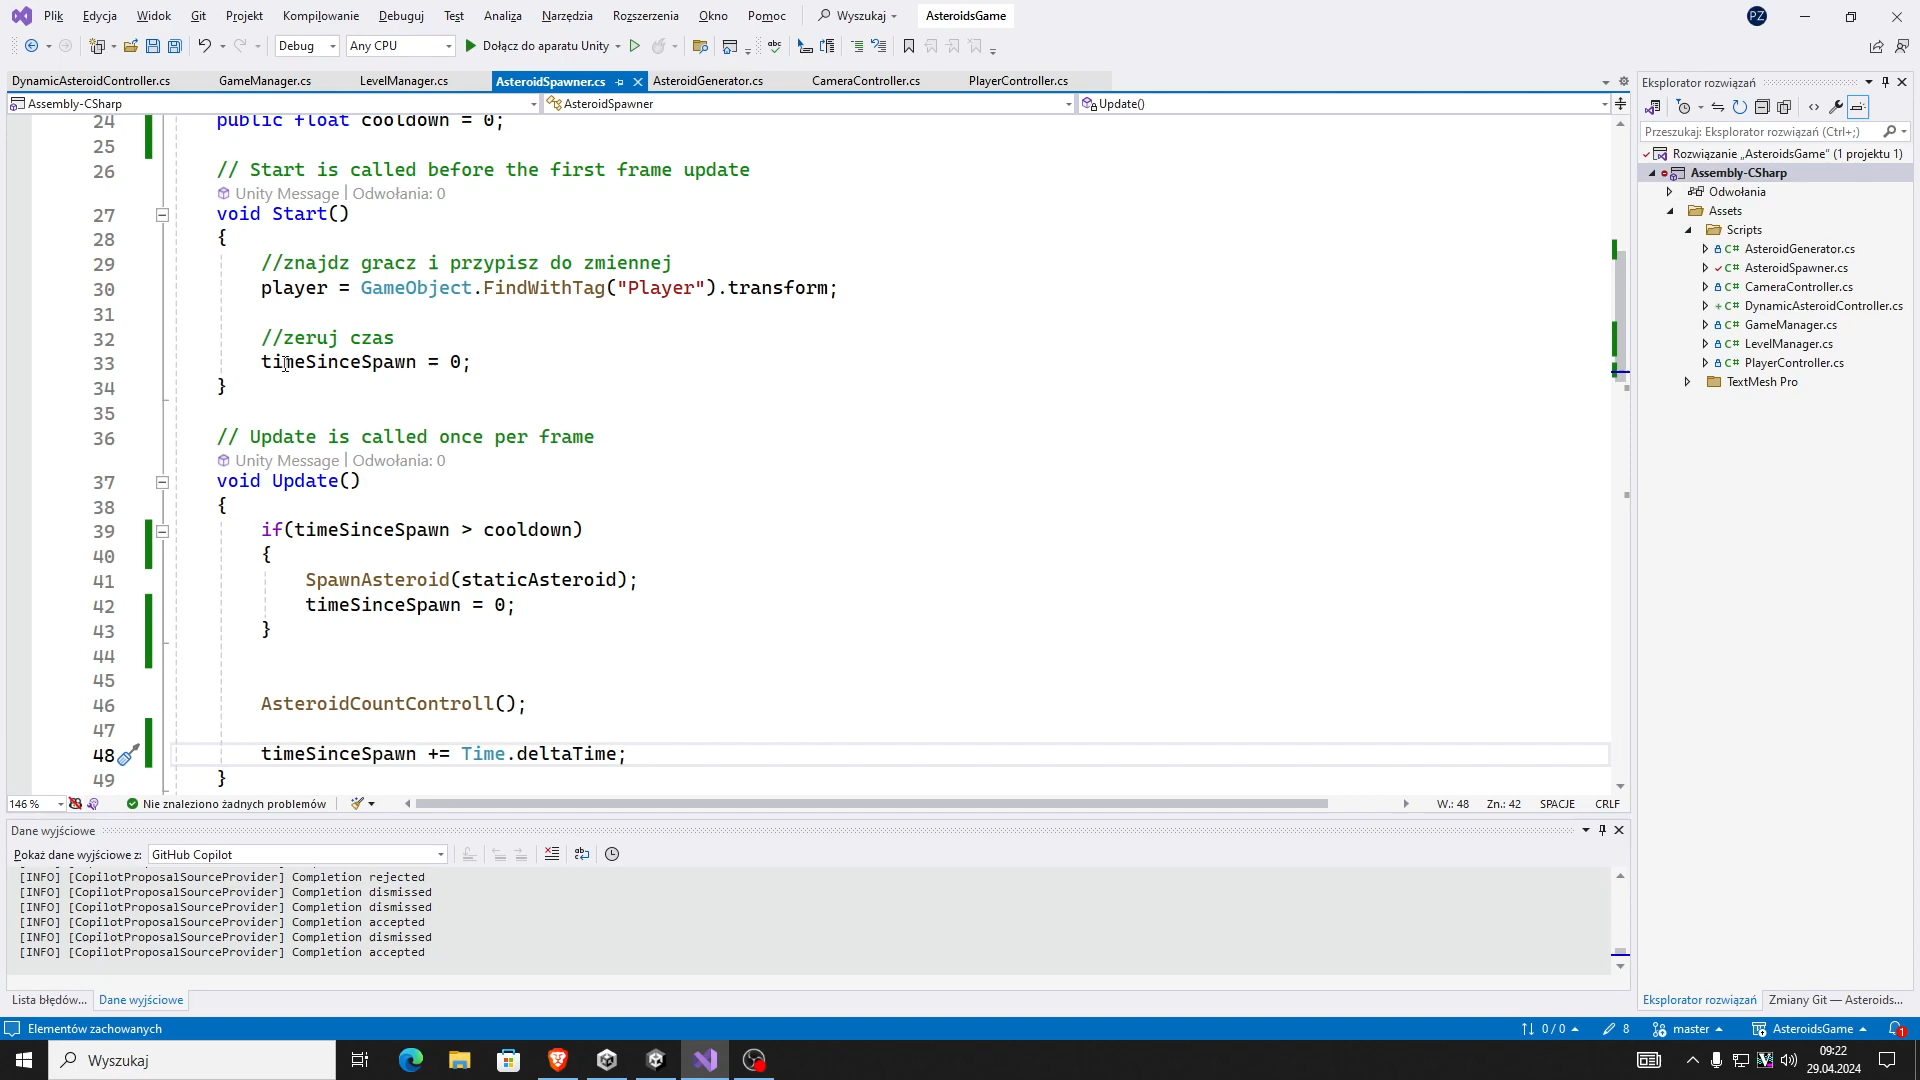 Plik Edycja Widok Git Projekt Kompilowanie Debuguj Test Analiza Narzędzia Rozszerzenia Okno Pomoc Wyszukaj AsteroidsGame PZ
Debug Any CPU Dołącz do aparatu Unity
DynamicAsteroidController.cs GameManager.cs LevelManager.cs AsteroidSpawner.cs AsteroidGenerator.cs CameraController.cs PlayerController.cs
Assembly-CSharp AsteroidSpawner Update()
24 public float cooldown = 0;
25
26 // Start is called before the first frame update
Unity Message | Odwołania: 0
27 void Start()
28 {
29 //znajdz gracz i przypisz do zmiennej
30 player = GameObject.FindWithTag("Player").transform;
31
32 //zeruj czas
33 timeSinceSpawn = 0;
34 }
35
36 // Update is called once per frame
Unity Message | Odwołania: 0
37 void Update()
38 {
39 if(timeSinceSpawn > cooldown)
40 {
41 SpawnAsteroid(staticAsteroid);
42 timeSinceSpawn = 0;
43 }
44
45
46 AsteroidCountControll();
47
48 timeSinceSpawn += Time.deltaTime;
49 }
146 % Nie znaleziono żadnych problemów W.: 48 Zn.: 42 SPACJE CRLF
Dane wyjściowe
Pokaż dane wyjściowe z: GitHub Copilot
[INFO] [CopilotProposalSourceProvider] Completion rejected
[INFO] [CopilotProposalSourceProvider] Completion dismissed
[INFO] [CopilotProposalSourceProvider] Completion dismissed
[INFO] [CopilotProposalSourceProvider] Completion accepted
[INFO] [CopilotProposalSourceProvider] Completion dismissed
[INFO] [CopilotProposalSourceProvider] Completion accepted
Lista błędów... Dane wyjściowe
Eksplorator rozwiązań
Przeszukaj: Eksplorator rozwiązań (Ctrl+;)
Rozwiązanie „AsteroidsGame” (1 projektu 1)
Assembly-CSharp
Odwołania
Assets
Scripts
C# AsteroidGenerator.cs
C# AsteroidSpawner.cs
C# CameraController.cs
C# DynamicAsteroidController.cs
C# GameManager.cs
C# LevelManager.cs
C# PlayerController.cs
TextMesh Pro
Eksplorator rozwiązań Zmiany Git — Asteroids...
Elementów zachowanych 0 / 0 8 master AsteroidsGame 1
Wyszukaj 09:22
29.04.2024